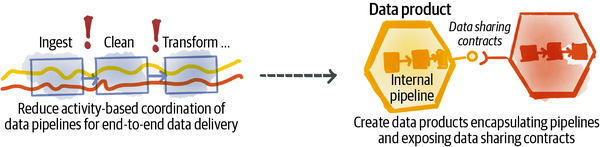 Ingest
!
Clean
!
Transform ...
Reduce activity-based coordination of
data pipelines for end-to-end data delivery
Data product
Data sharing
contracts
Internal
pipeline
Create data products encapsulating pipelines
and exposing data sharing contracts